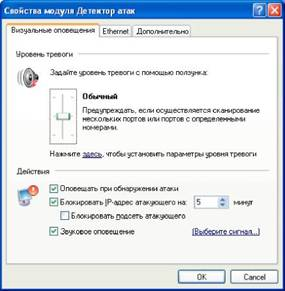 Свойства модуля Детектор атак
Визуальные оповещения
Ethernet
Дополнительно
Уровень тревоги
Задайте уровень тревоги с помощью ползунка:
Обычный
Предупреждать, если осуществляется сканирование
нескольких портов или портов с определенными
номерами.
Нажмите здесь, чтобы установить параметры уровня тревоги
Действия
Оповещать при обнаружении атаки
Блокировать IP-адрес атакующего на: 5 минут
Блокировать подсеть атакующего
Звуковое оповещение (Выберите сигнал...)
OK
Cancel